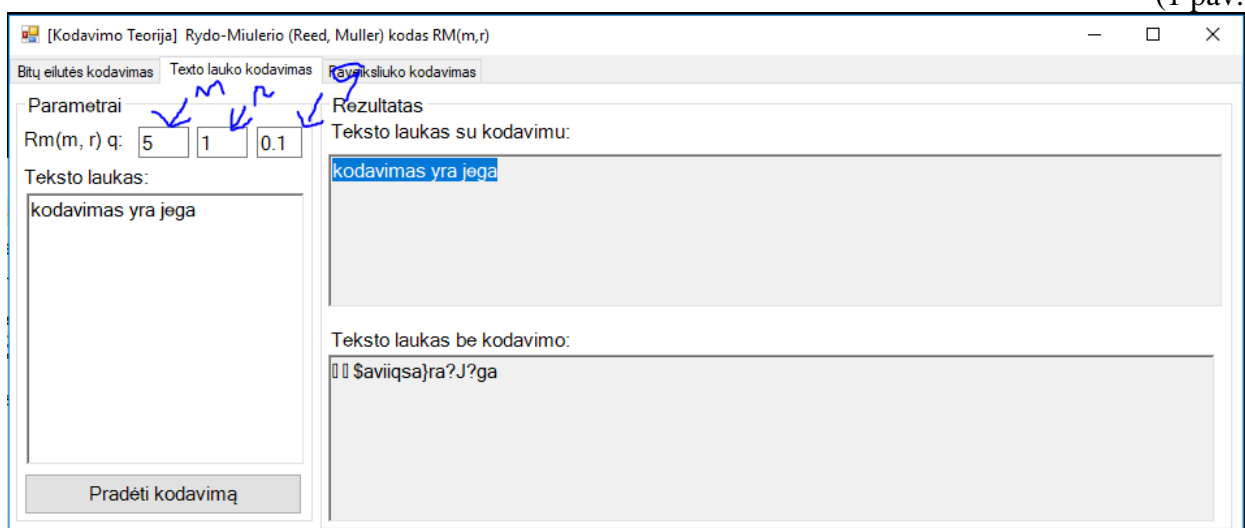 (1 pav.
[Kodavimo Teorija] Rydo-Miulerio (Reed, Muller) kodas RM(m,r)
Bitų eilutės kodavimas Texto lauko kodavimas Paveiksliuko kodavimas
m r q
Parametrai
Rm(m, r) q: 5 1 0.1
Teksto laukas:
kodavimas yra jėga
Pradėti kodavimą
Rezultatas
Teksto laukas su kodavimu:
kodavimas yra jėga
Teksto laukas be kodavimo:
▯▯$aviiqsa}ra?J?ga